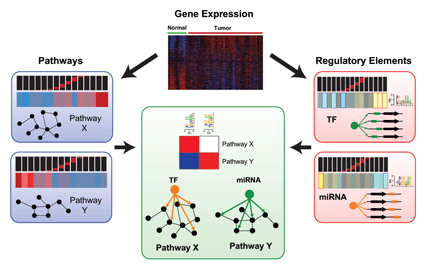 Gene Expression
Normal
Tumor
Pathways
Regulatory Elements
Pathway
X
Pathway
Y
TF
miRNA
Pathway X
Pathway Y
TF
miRNA
Pathway X
Pathway Y